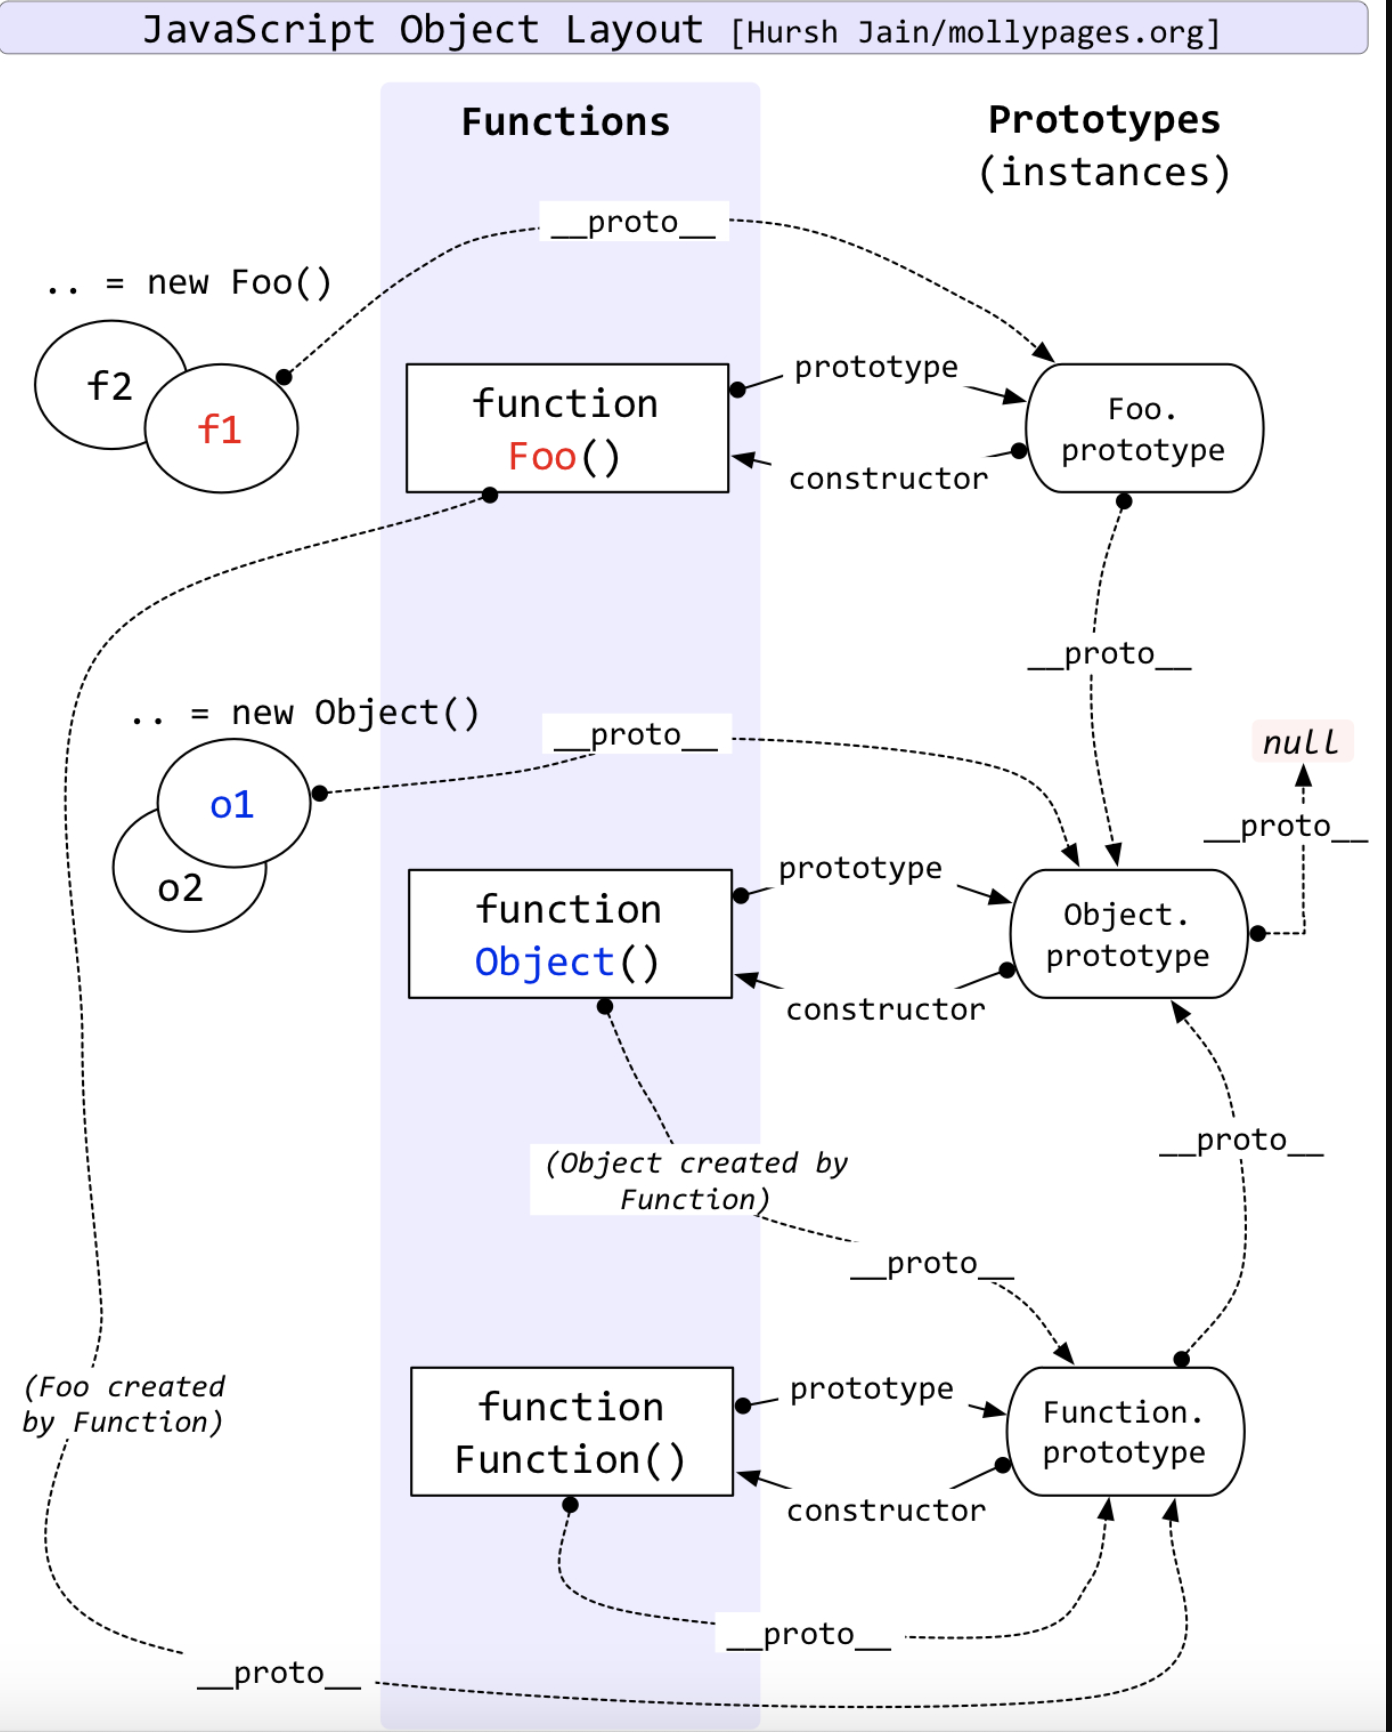 JavaScript Object Layout [Hursh Jain/mollypages.org]
Functions
Prototypes
(instances)
__proto__
.. = new Foo()
f2
f1
function
Foo()
prototype
constructor
Foo.
prototype
__proto__
.. = new Object()
__proto__
null
__proto__
o1
o2
function
Object()
prototype
constructor
Object.
prototype
__proto__
(Object created by
Function)
__proto__
(Foo created
by Function)
function
Function()
prototype
constructor
Function.
prototype
__proto__
__proto__